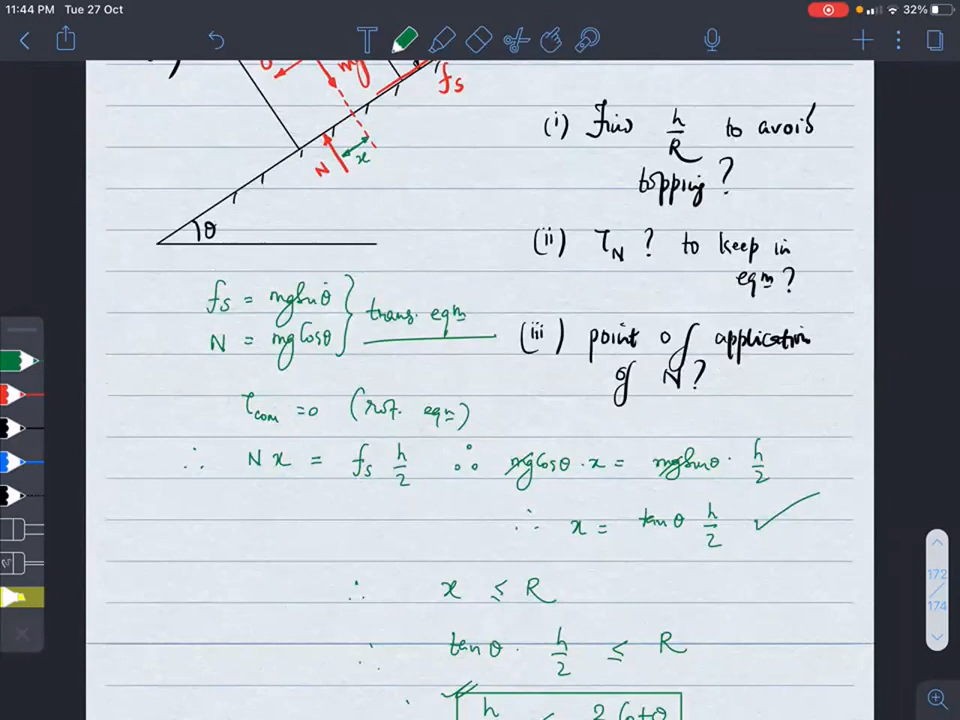 11:44 PM Tue 27 Oct
32%
T
mg
fs
N
x
θ
(i) Find h/R to avoid
topping?
(ii) τN ? to keep in
eqm?
(iii) point of application
of N?
fs = mg sinθ
N = mg cosθ
trans. eqm
τcom = 0 (rot. eqm)
∴ N x = fs h/2 ∴ mg cosθ · x = mg sinθ · h/2
∴ x = tanθ h/2 ✓
∴ x ≤ R
∴ tanθ · h/2 ≤ R
h 2 Cotθ
172
/
174